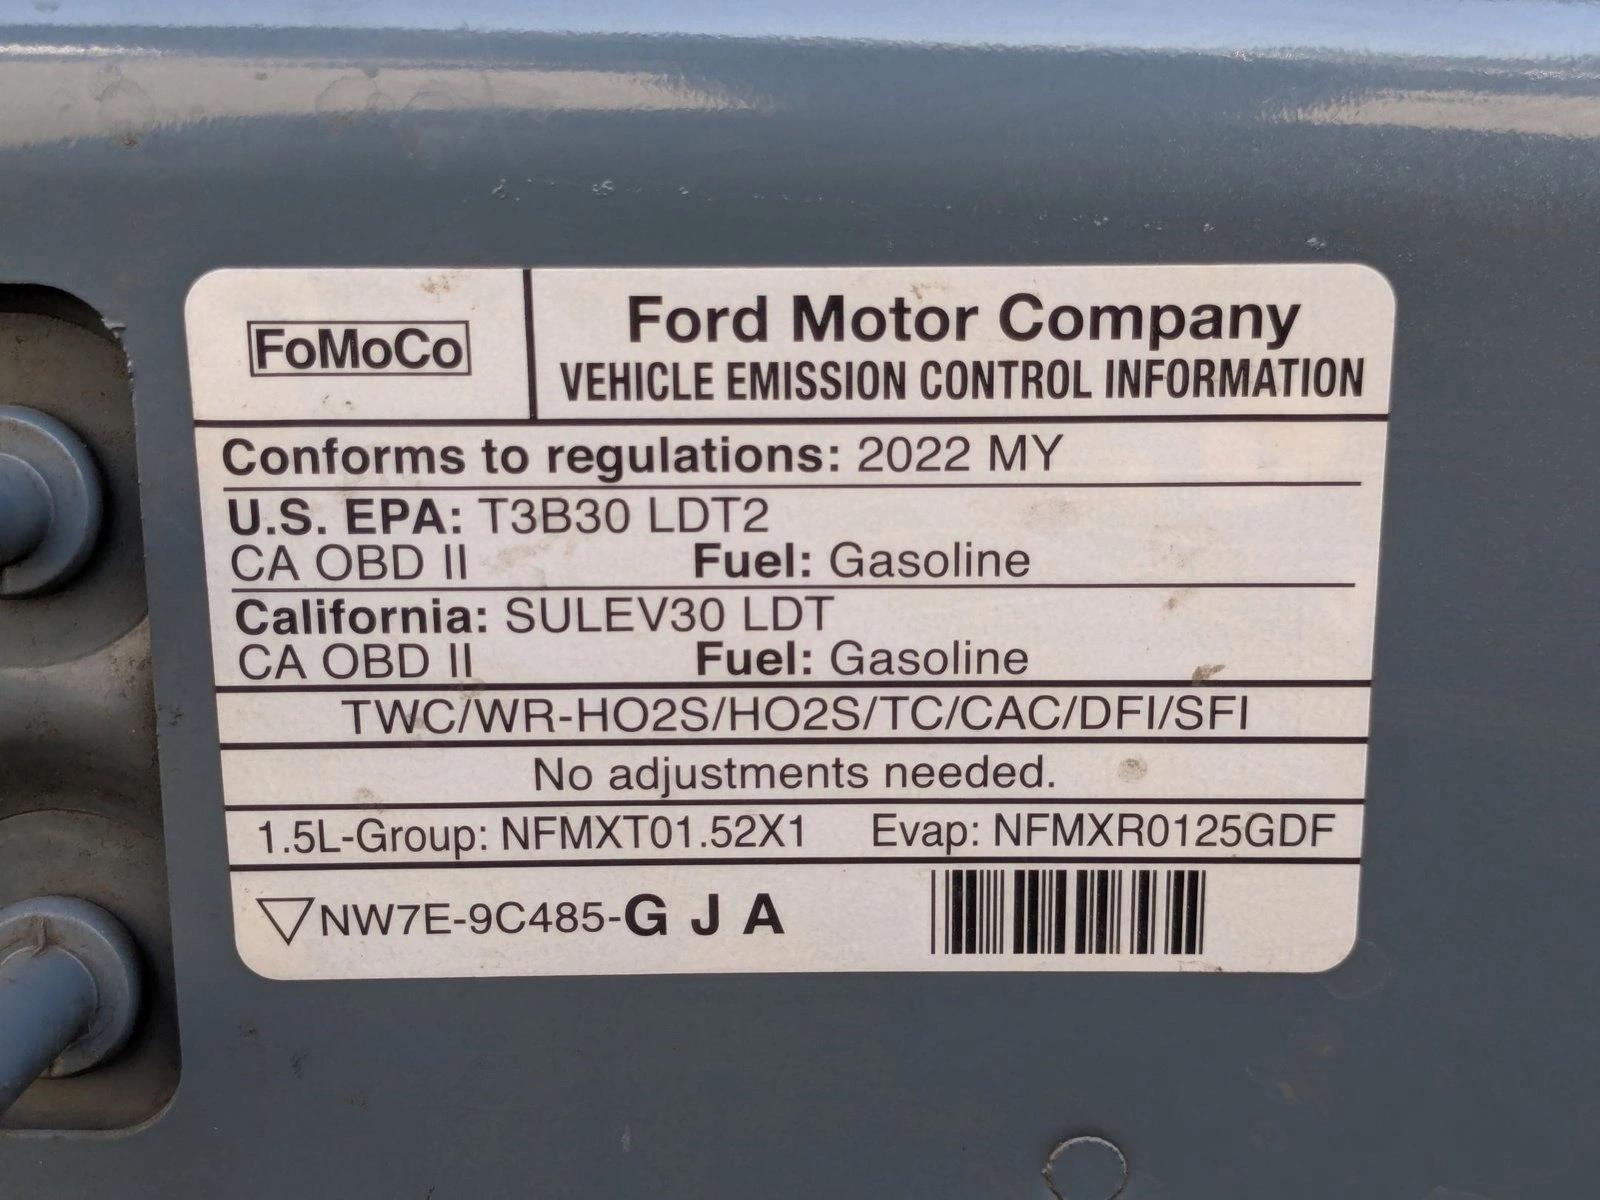 FoMoCo
Ford Motor Company
VEHICLE EMISSION CONTROL INFORMATION
Conforms to regulations: 2022 MY
U.S. EPA: T3B30 LDT2
CA OBD II Fuel: Gasoline
California: SULEV30 LDT
CA OBD II Fuel: Gasoline
TWC/WR-HO2S/HO2S/TC/CAC/DFI/SFI
No adjustments needed.
1.5L-Group: NFMXT01.52X1 Evap: NFMXR0125GDF
NW7E-9C485-G J A